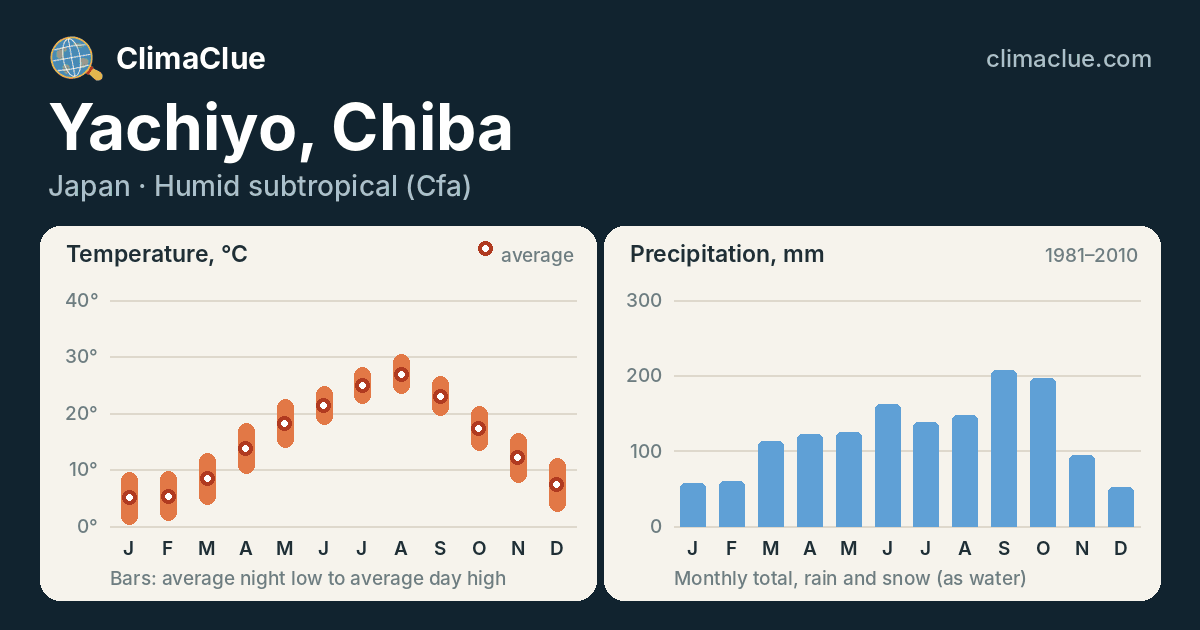 ClimaClue
climaclue.com
Yachiyo, Chiba
Japan · Humid subtropical (Cfa)
Temperature, °C
average
40°
30°
20°
10°
0°
J F M A M J J A S O N D
Bars: average night low to average day high
Precipitation, mm
1981–2010
300
200
100
0
J F M A M J J A S O N D
Monthly total, rain and snow (as water)